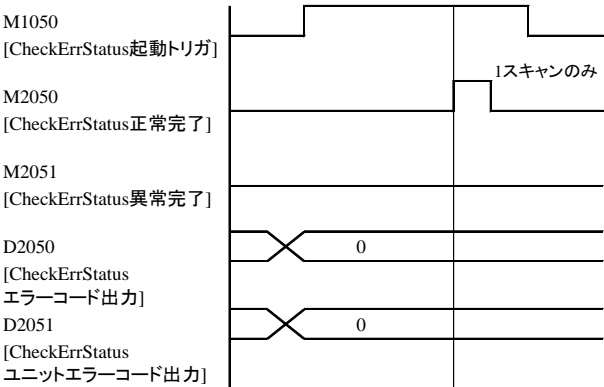 M1050
[CheckErrStatus起動トリガ]
1スキャンのみ
M2050
[CheckErrStatus正常完了]
M2051
[CheckErrStatus異常完了]
D2050
0
[CheckErrStatus
エラーコード出力]
D2051
0
[CheckErrStatus
ユニットエラーコード出力]